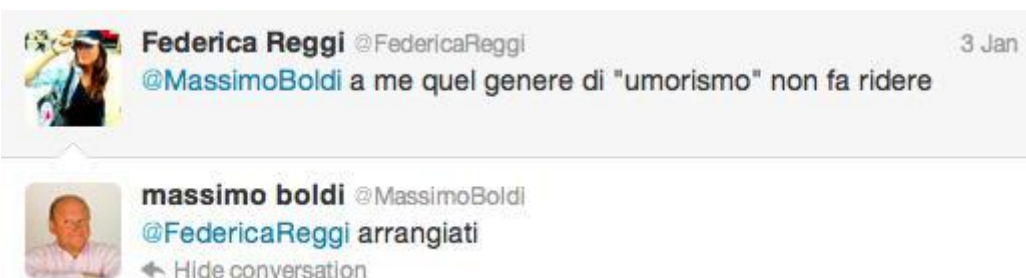 Federica Reggi @FedericaReggi 3 Jan
@MassimoBoldi a me quel genere di "umorismo" non fa ridere
massimo boldi @MassimoBoldi
@FedericaReggi arrangiati
Hide conversation